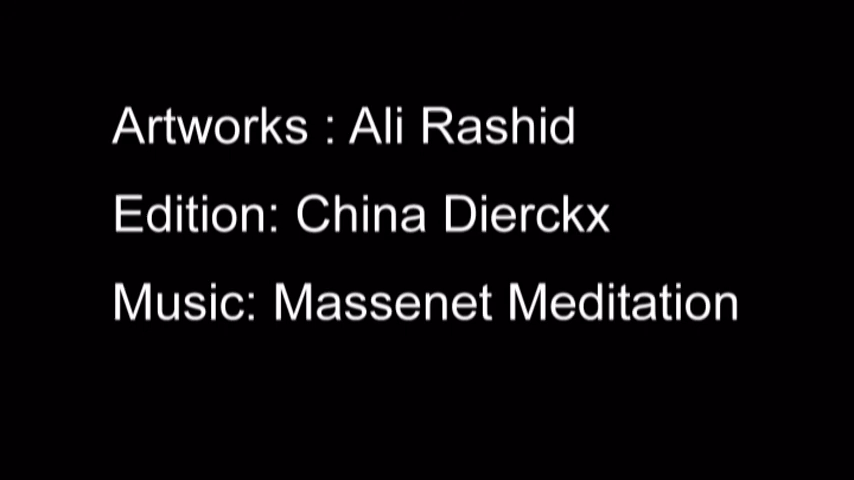 Artworks : Ali Rashid
Edition: China Dierckx
Music: Massenet Meditation